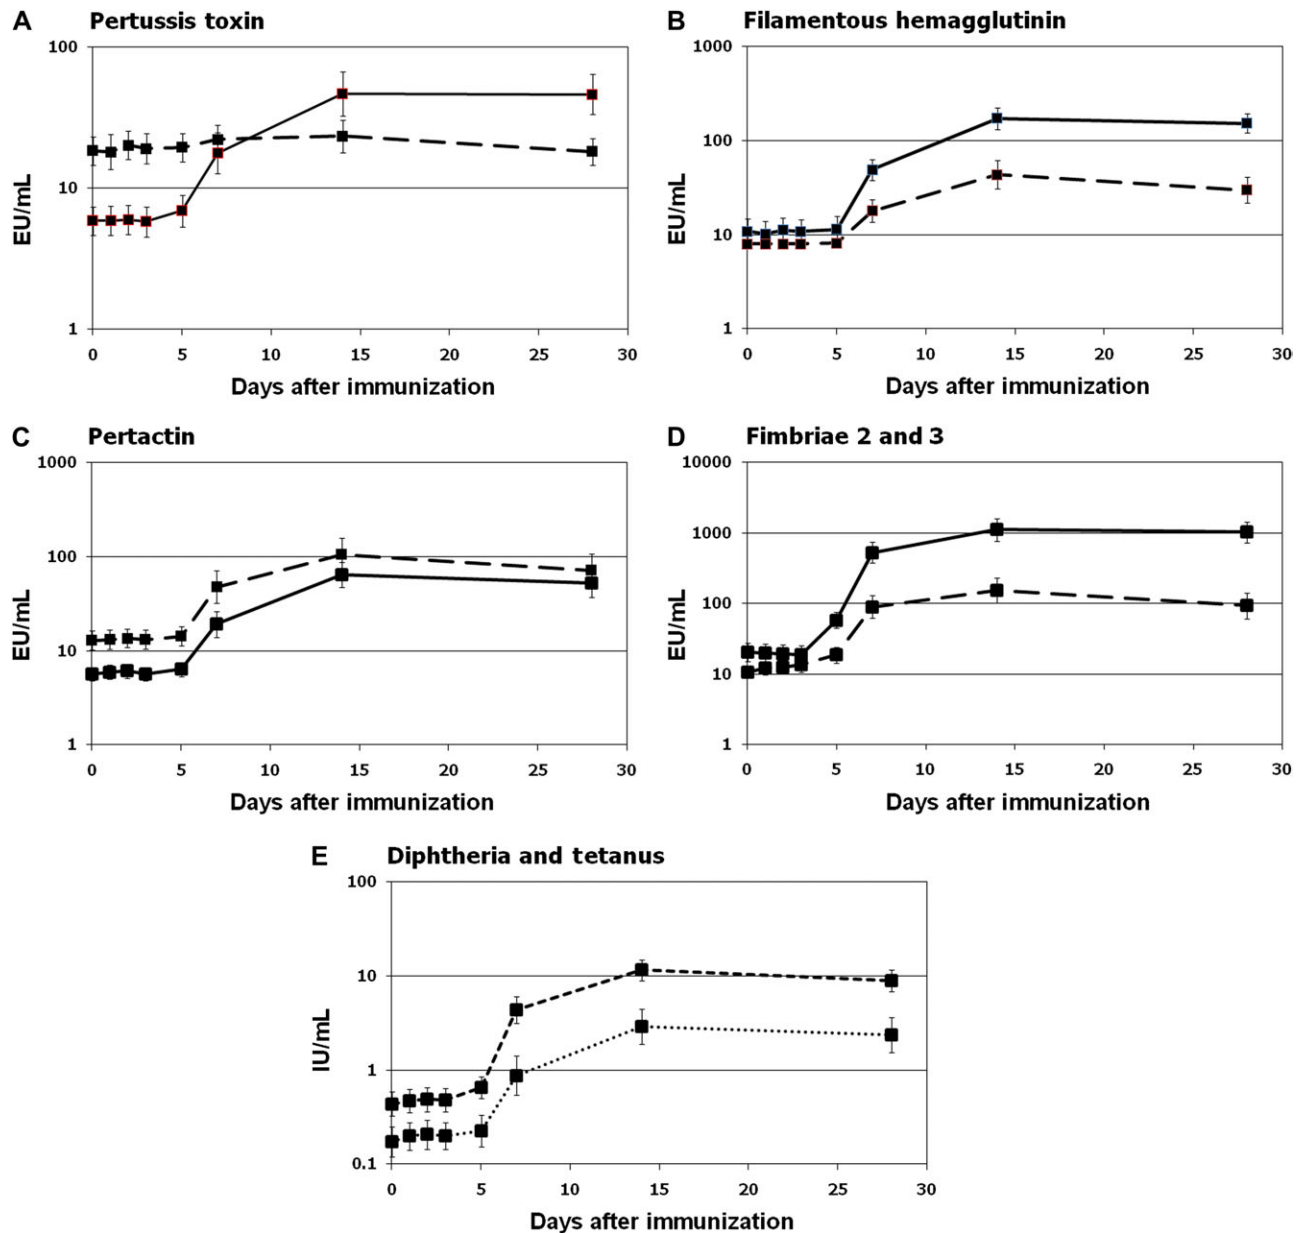 A Pertussis toxin
100
10
1
EU/mL
0 5 10 15 20 25 30
Days after immunization
B Filamentous hemagglutinin
1000
100
10
1
EU/mL
0 5 10 15 20 25 30
Days after immunization
C Pertactin
1000
100
10
1
EU/mL
0 5 10 15 20 25 30
Days after immunization
D Fimbriae 2 and 3
10000
1000
100
10
1
EU/mL
0 5 10 15 20 25 30
Days after immunization
E Diphtheria and tetanus
100
10
1
0.1
IU/mL
0 5 10 15 20 25 30
Days after immunization